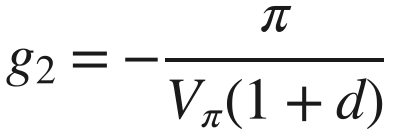 g₂ = − π / (V_π(1 + d))